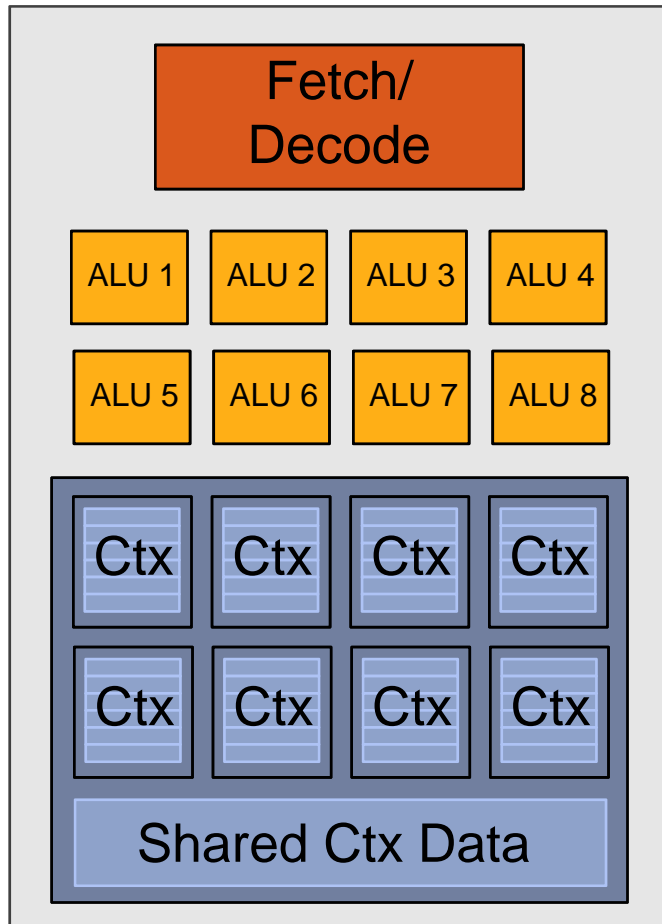 Fetch/
Decode
ALU 1 ALU 2 ALU 3 ALU 4
ALU 5 ALU 6 ALU 7 ALU 8
Ctx Ctx Ctx Ctx
Ctx Ctx Ctx Ctx
Shared Ctx Data